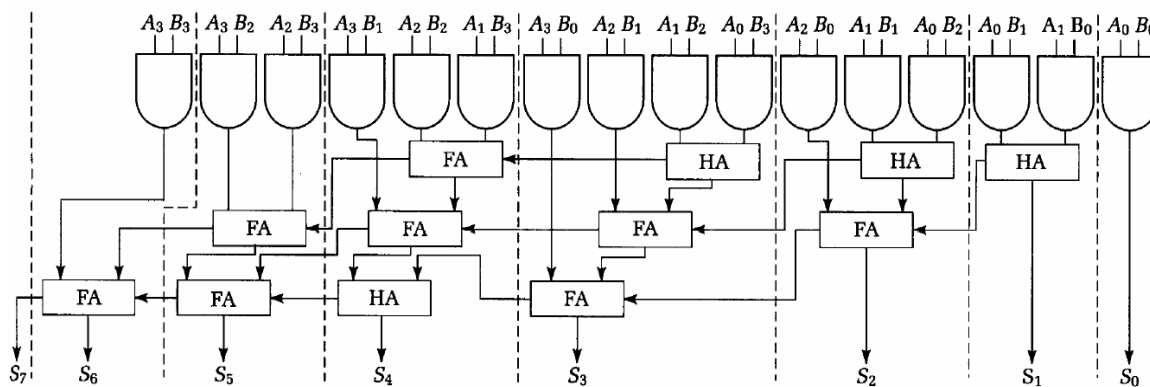 A₃ B₃ A₃ B₂ A₂ B₃ A₃ B₁ A₂ B₂ A₁ B₃ A₃ B₀ A₂ B₁ A₁ B₂ A₀ B₃ A₂ B₀ A₁ B₁ A₀ B₂ A₀ B₁ A₁ B₀ A₀ B₀
FA HA HA HA
FA FA FA FA
FA FA HA FA
S₇ S₆ S₅ S₄ S₃ S₂ S₁ S₀